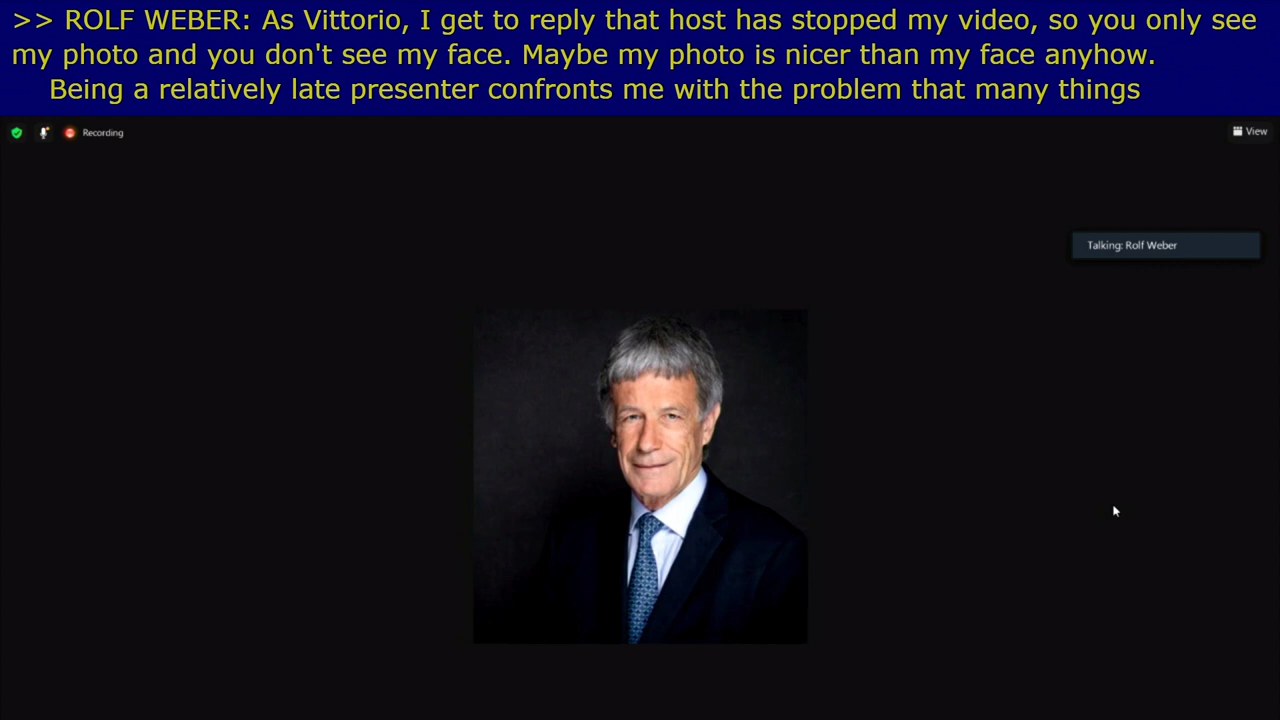 >> ROLF WEBER: As Vittorio, I get to reply that host has stopped my video, so you only see
my photo and you don't see my face. Maybe my photo is nicer than my face anyhow.
Being a relatively late presenter confronts me with the problem that many things
Recording
View
Talking: Rolf Weber